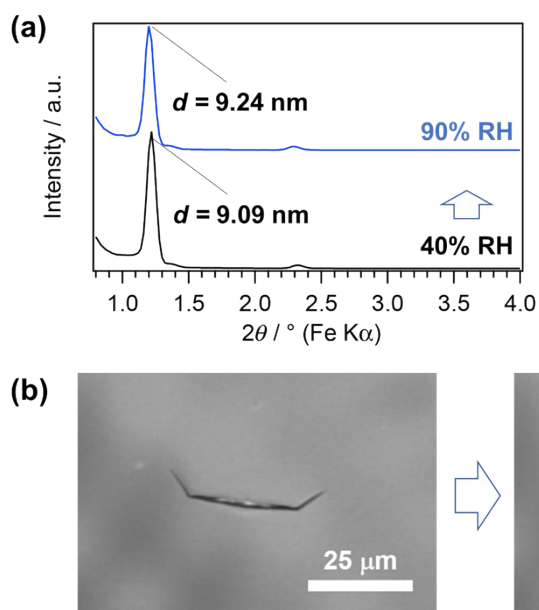 (a)
Intensity / a.u.
d = 9.24 nm
90% RH
d = 9.09 nm
40% RH
1.0 1.5 2.0 2.5 3.0 3.5 4.0
2θ / ° (Fe Kα)
(b)
25 μm